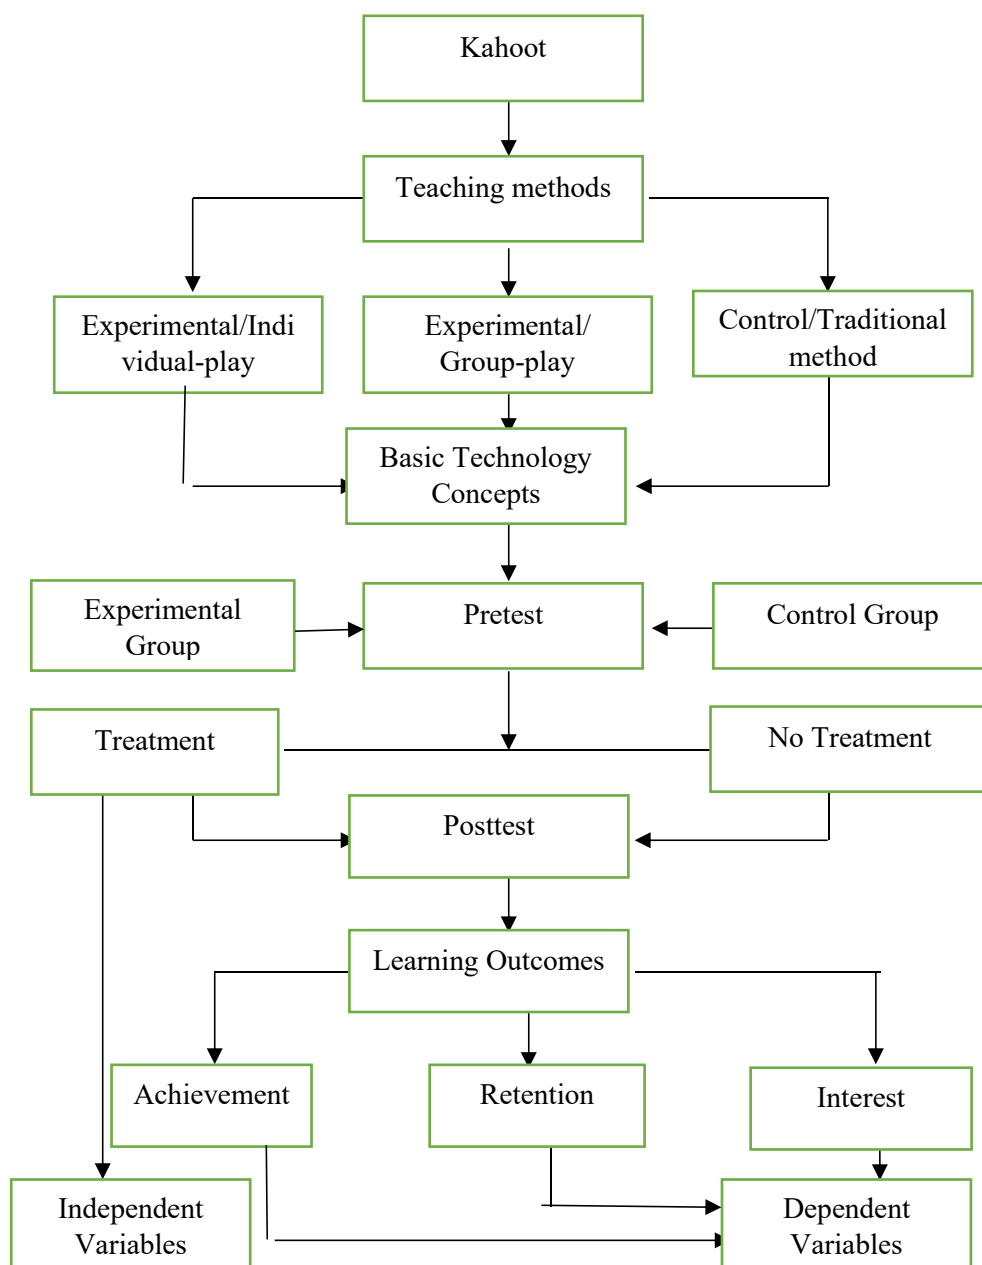 Kahoot
Teaching methods
Experimental/Indi
vidual-play
Experimental/
Group-play
Control/Traditional
method
Basic Technology
Concepts
Experimental
Group
Pretest
Control Group
Treatment
No Treatment
Posttest
Learning Outcomes
Achievement
Retention
Interest
Independent
Variables
Dependent
Variables